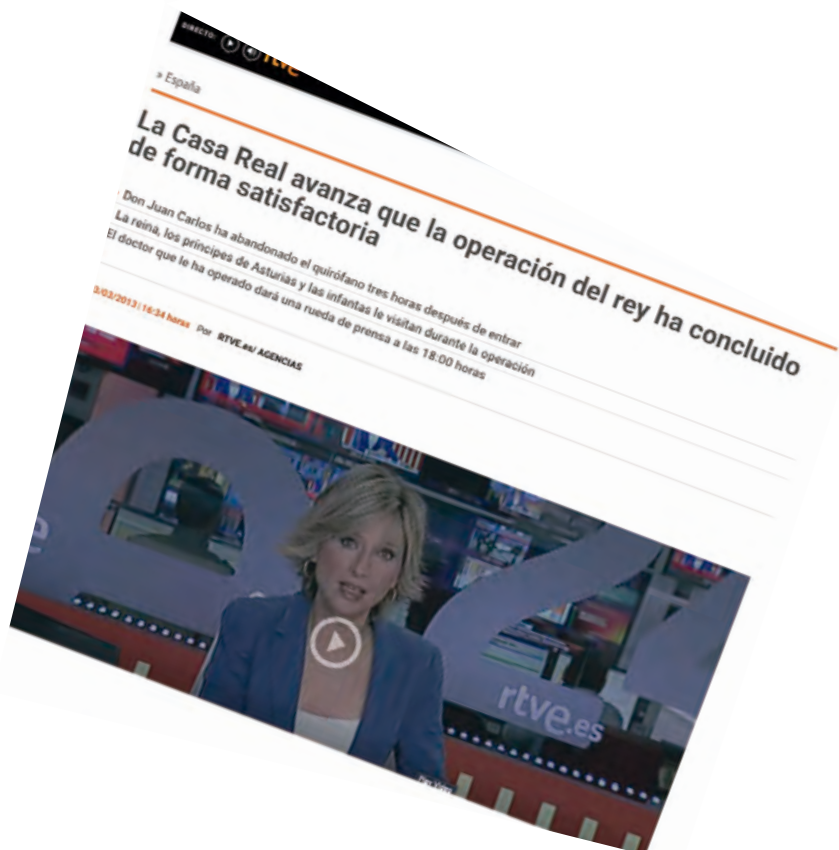 DIRECTO:
rtve
» España
La Casa Real avanza que la operación del rey ha concluido
de forma satisfactoria
Don Juan Carlos ha abandonado el quirófano tres horas después de entrar
La reina, los príncipes de Asturias y las infantas le visitan durante la operación
El doctor que le ha operado dará una rueda de prensa a las 18:00 horas
3/03/2013 | 16:34 horas Por RTVE.es/ AGENCIAS
e
rtve.es